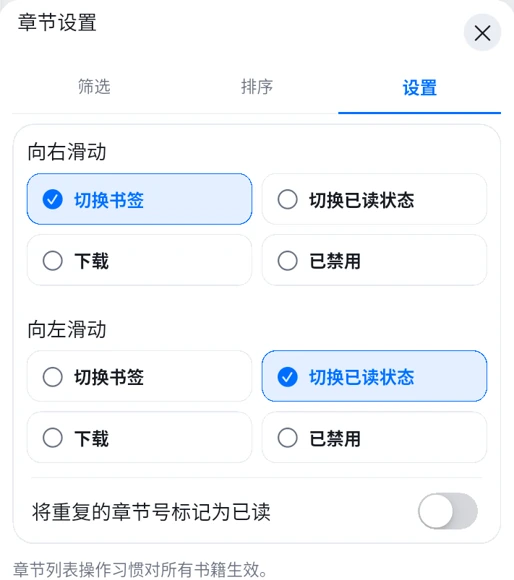 章节设置
筛选 排序 设置
向右滑动
切换书签 切换已读状态
下载 已禁用
向左滑动
切换书签 切换已读状态
下载 已禁用
将重复的章节号标记为已读
章节列表操作习惯对所有书籍生效。